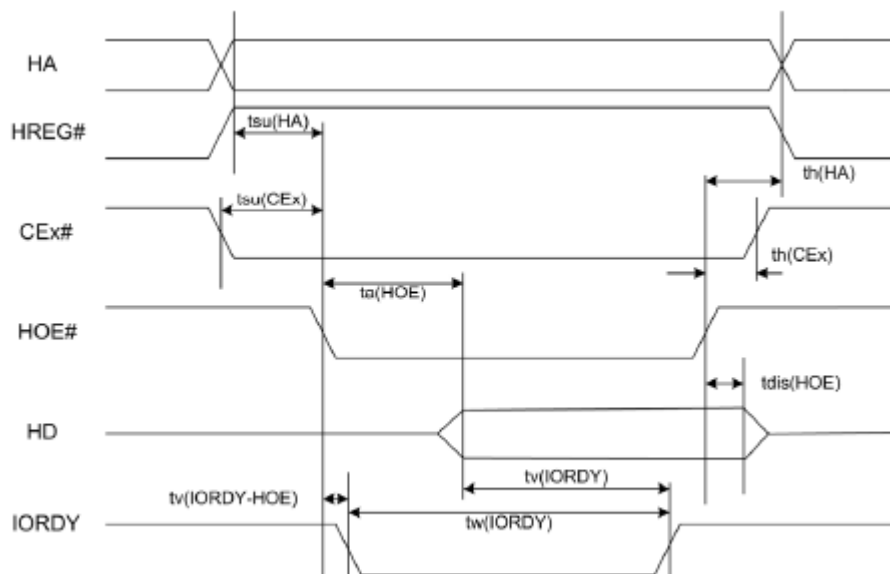 HA
HREG#
tsu(HA)
th(HA)
tsu(CEx)
CEx#
th(CEx)
ta(HOE)
HOE#
tdis(HOE)
HD
tv(IORDY)
tv(IORDY-HOE)
tw(IORDY)
IORDY